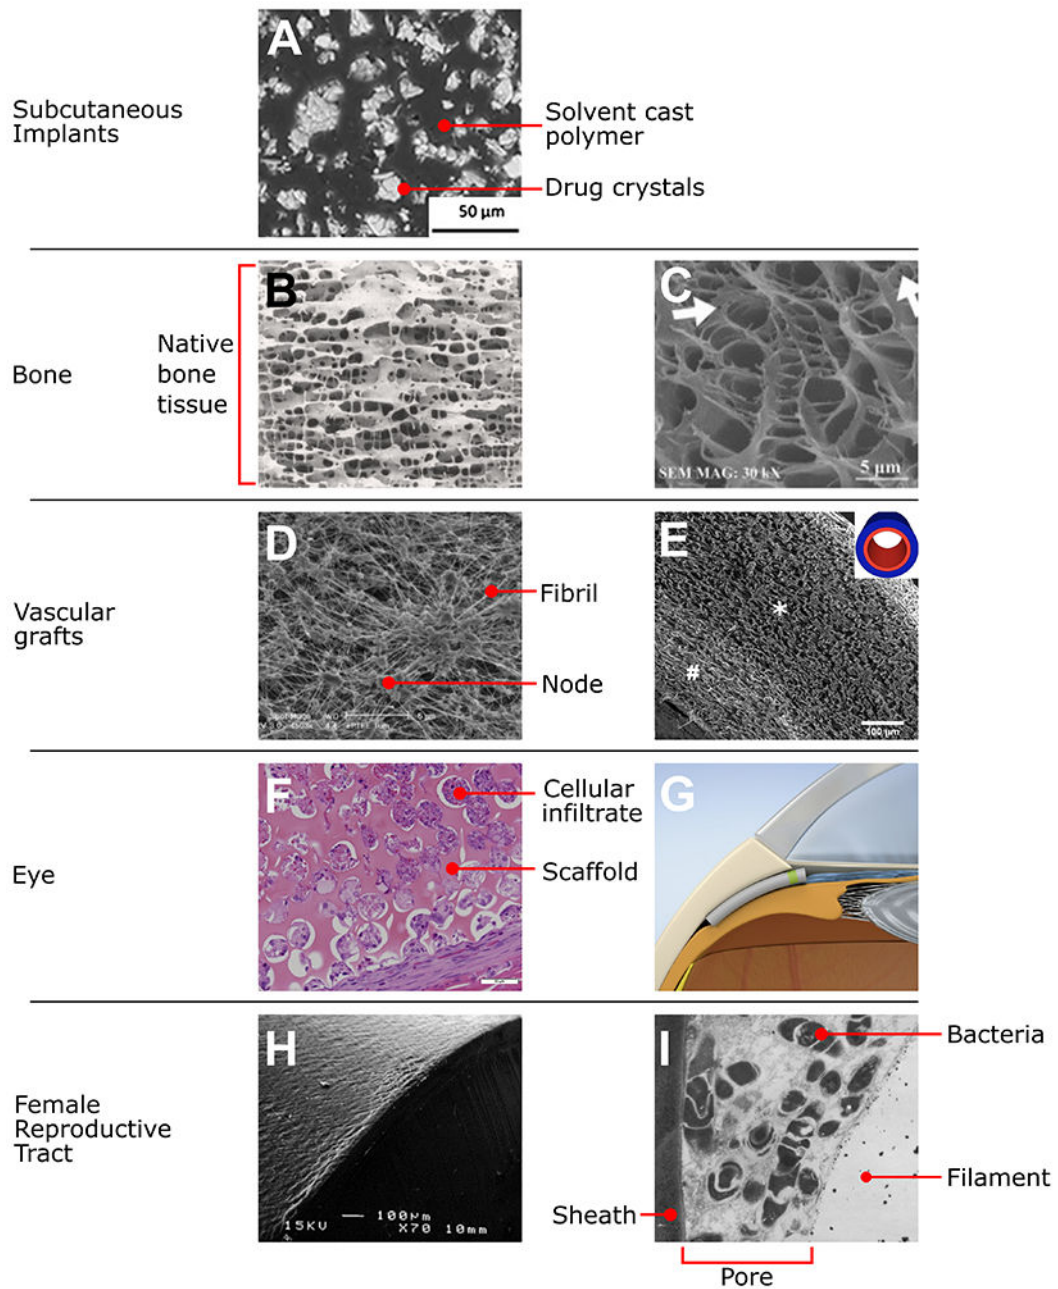 A
Subcutaneous
Implants
Solvent cast
polymer
Drug crystals
50 µm
B
C
Native
bone
tissue
Bone
SEM MAG: 30 kX
5 µm
D
E
Vascular
grafts
Fibril
Node
*
#
100 µm
F
G
Eye
Cellular
infiltrate
Scaffold
H
I
Female
Reproductive
Tract
15KV
100µm
X70 10mm
Bacteria
Filament
Sheath
Pore